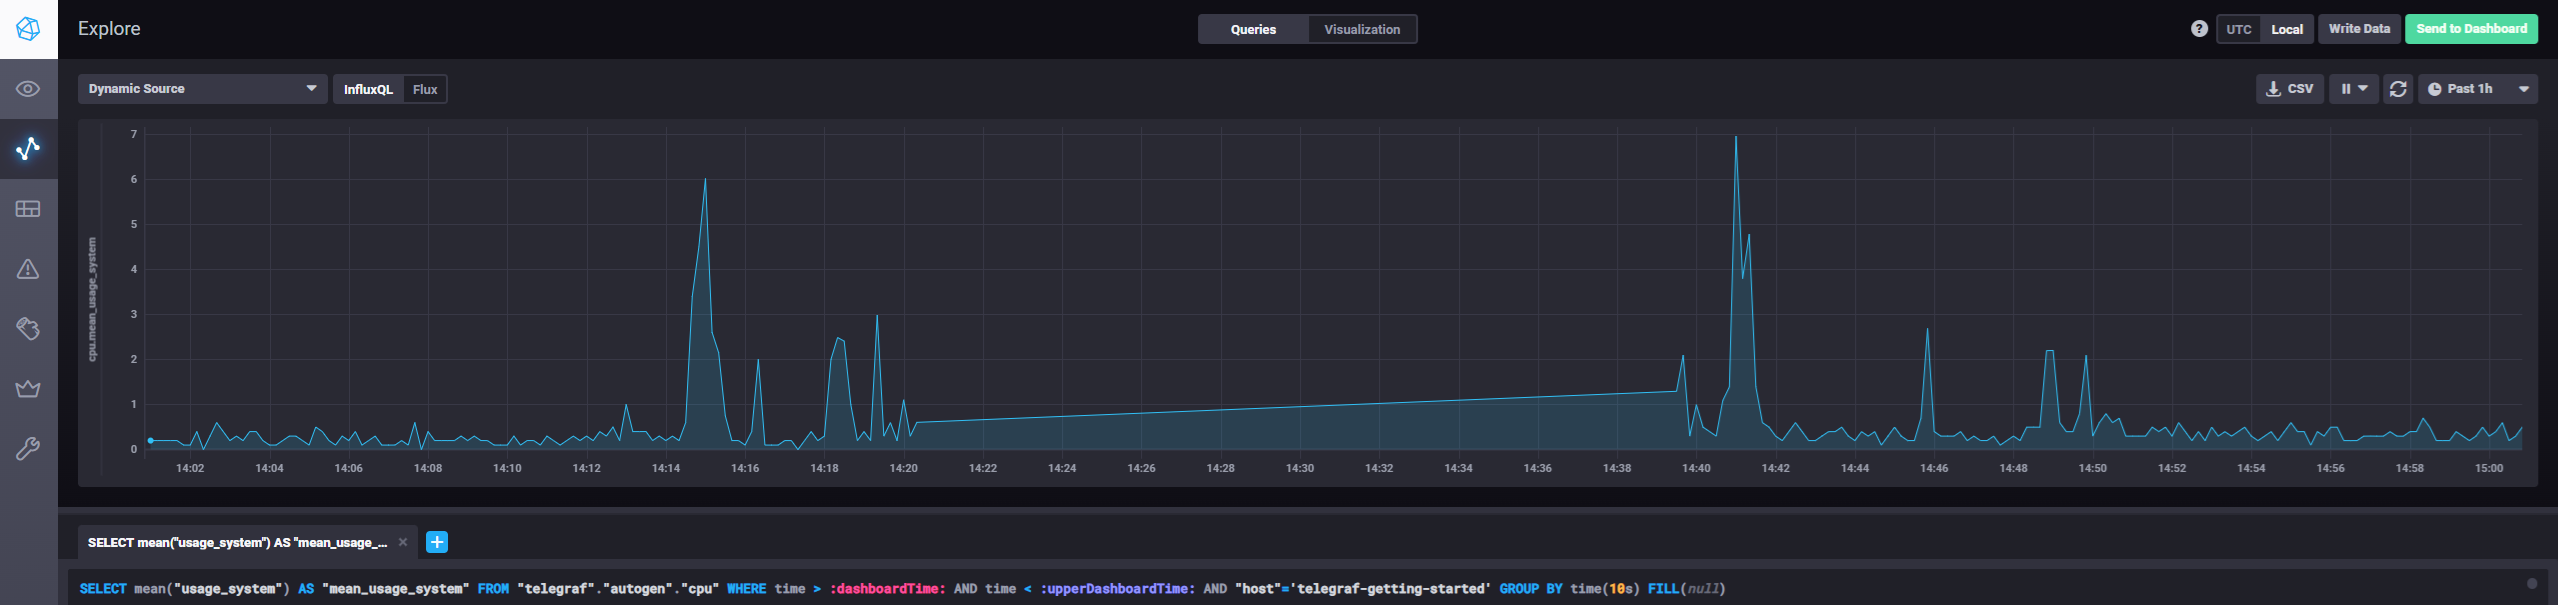 Explore
Queries Visualization
? UTC Local Write Data Send to Dashboard
Dynamic Source InfluxQL Flux
CSV Past 1h
cpu.mean_usage_system
7
6
5
4
3
2
1
0
14:02 14:04 14:06 14:08 14:10 14:12 14:14 14:16 14:18 14:20 14:22 14:24 14:26 14:28 14:30 14:32 14:34 14:36 14:38 14:40 14:42 14:44 14:46 14:48 14:50 14:52 14:54 14:56 14:58 15:00
SELECT mean("usage_system") AS "mean_usage_...
SELECT mean("usage_system") AS "mean_usage_system" FROM "telegraf"."autogen"."cpu" WHERE time > :dashboardTime: AND time < :upperDashboardTime: AND "host"='telegraf-getting-started' GROUP BY time(10s) FILL(null)